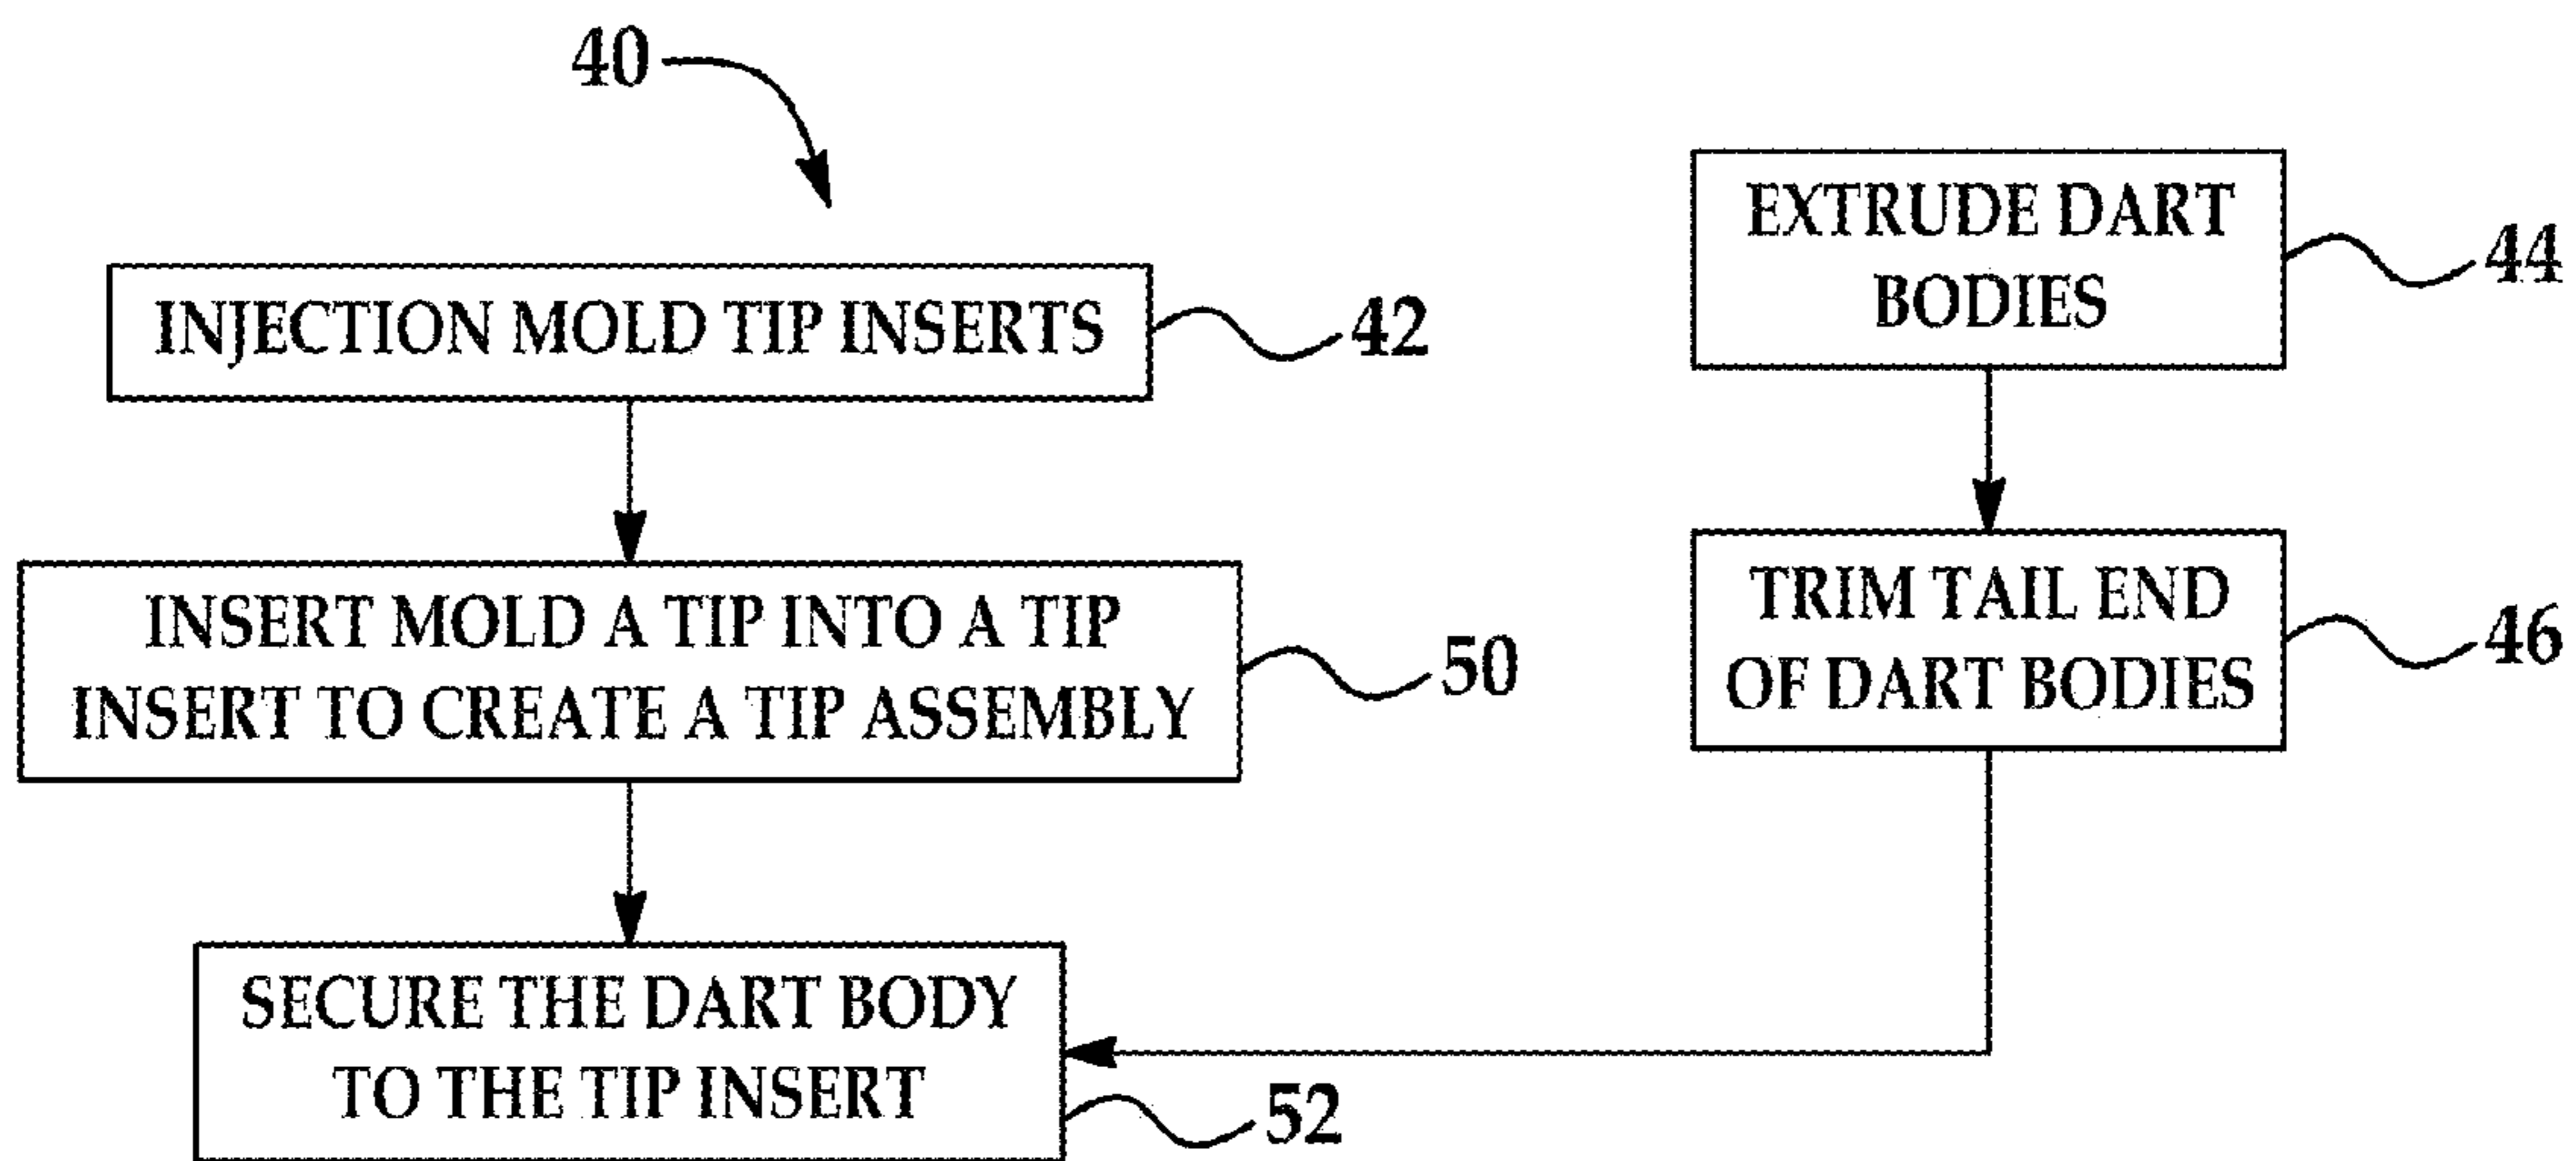 40
INJECTION MOLD TIP INSERTS
42
INSERT MOLD A TIP INTO A TIP
INSERT TO CREATE A TIP ASSEMBLY
50
SECURE THE DART BODY
TO THE TIP INSERT
52
EXTRUDE DART
BODIES
44
TRIM TAIL END
OF DART BODIES
46